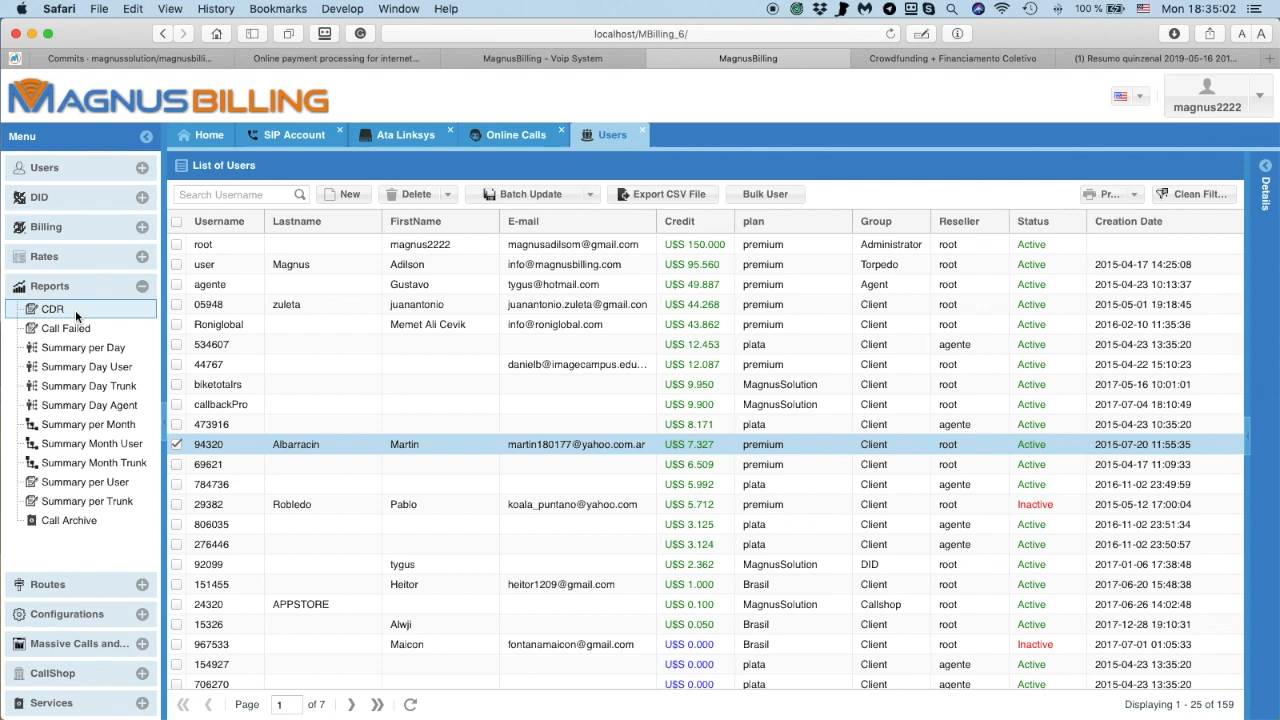 Safari File Edit View History Bookmarks Develop Window Help 100 % Mon 18:35:02
localhost/MBilling_6/ A A
Commits · magnussolution/magnusbilli... Online payment processing for internet... MagnusBilling - Voip System MagnusBilling Crowdfunding + Financiamento Coletivo (1) Resumo quinzenal 2019-05-16 201...
MAGNUSBILLING
magnus2222
Menu
Home SIP Account Ata Linksys Online Calls Users
List of Users
Details
Search Username New Delete Batch Update Export CSV File Bulk User Pr... Clean Filt...
Username Lastname FirstName E-mail Credit plan Group Reseller Status Creation Date
root magnus2222 magnusadilsom@gmail.com U$S 150.000 premium Administrator root Active
user Magnus Adilson info@magnusbilling.com U$S 95.560 premium Torpedo root Active 2015-04-17 14:25:08
agente Gustavo tygus@hotmail.com U$S 49.887 premium Agent root Active 2015-04-23 10:13:37
05948 zuleta juanantonio juanantonio.zuleta@gmail.con U$S 44.268 premium Client root Active 2015-05-01 19:18:45
Roniglobal Memet Ali Cevik info@roniglobal.com U$S 43.862 premium Client root Active 2016-02-10 11:35:36
534607 U$S 12.453 plata Client agente Active 2015-04-23 13:35:20
44767 danielb@imagecampus.edu... U$S 12.087 premium Client root Active 2015-04-22 15:10:23
biketotalrs U$S 9.950 MagnusSolution Client root Active 2017-05-16 10:01:01
callbackPro U$S 9.900 MagnusSolution Client root Active 2017-07-04 18:10:49
473916 U$S 8.171 plata Client agente Active 2015-04-23 10:35:20
94320 Albarracin Martin martin180177@yahoo.com.ar U$S 7.327 premium Client root Active 2015-07-20 11:55:35
69621 U$S 6.509 premium Client root Active 2015-04-17 11:09:33
784736 U$S 5.992 plata Client agente Active 2016-11-02 23:49:59
29382 Robledo Pablo koala_puntano@yahoo.com U$S 5.712 premium Client root Inactive 2015-05-12 17:00:04
806035 U$S 3.125 plata Client agente Active 2016-11-02 23:51:34
276446 U$S 3.124 plata Client agente Active 2016-11-02 23:50:57
92099 tygus U$S 2.362 MagnusSolution DID root Active 2017-01-06 17:38:48
151455 Heitor heitor1209@gmail.com U$S 1.000 Brasil Client root Active 2017-06-20 15:48:38
24320 APPSTORE U$S 0.100 MagnusSolution Callshop root Active 2017-06-26 14:02:48
15326 Alwji U$S 0.050 Brasil Client root Active 2017-12-28 19:10:31
967533 Maicon fontanamaicon@gmail.com U$S 0.000 Brasil Client root Inactive 2017-07-01 01:05:33
154927 U$S 0.000 plata Client agente Active 2015-04-23 13:35:20
706270 U$S 0.000 plata Client agente Active 2015-04-23 13:35:20
Users
DID
Billing
Rates
Reports
CDR
Call Failed
Summary per Day
Summary Day User
Summary Day Trunk
Summary Day Agent
Summary per Month
Summary Month User
Summary Month Trunk
Summary per User
Summary per Trunk
Call Archive
Routes
Configurations
Massive Calls and...
CallShop
Services
Page 1 of 7 Displaying 1 - 25 of 159